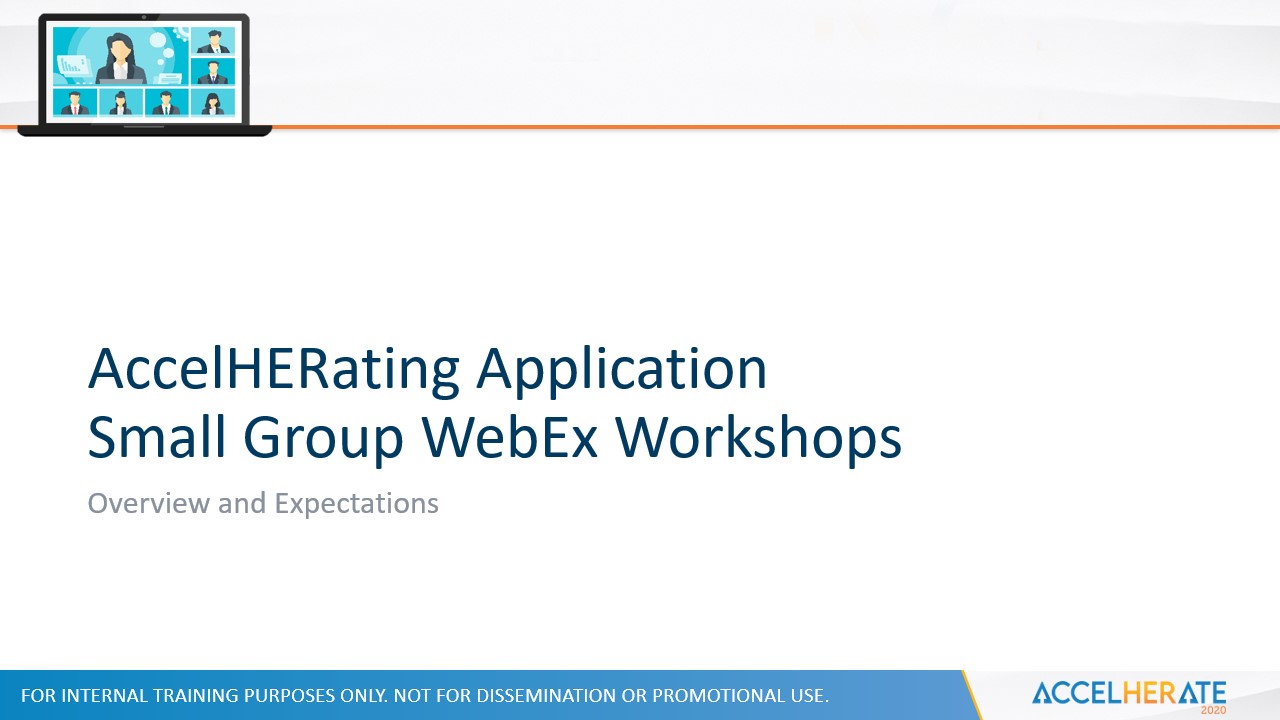 AccelHERating Application
Small Group WebEx Workshops
Overview and Expectations
FOR INTERNAL TRAINING PURPOSES ONLY. NOT FOR DISSEMINATION OR PROMOTIONAL USE.
ACCELHERATE
2020